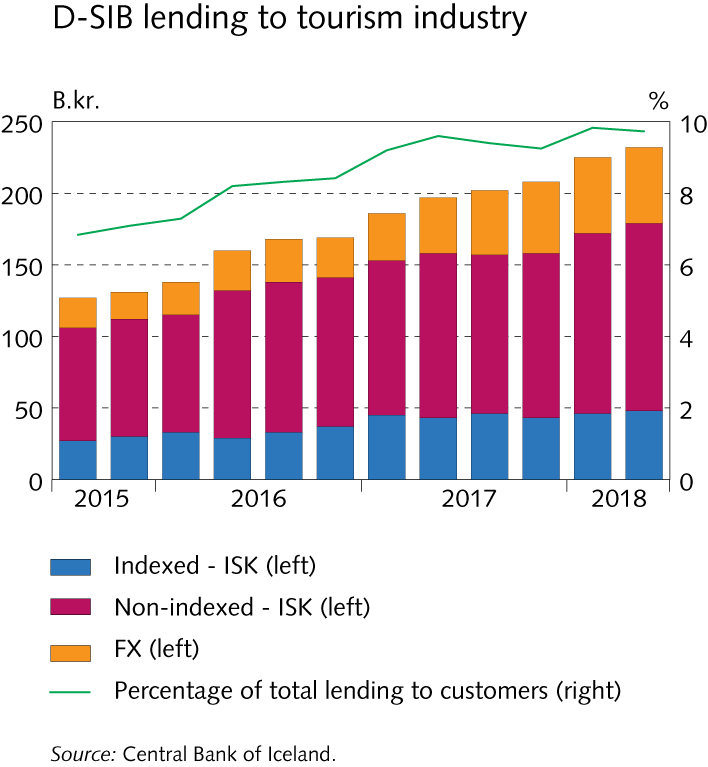 D-SIB lending to tourism industry
B.kr. %
250 10
200 8
150 6
100 4
50 2
0 0
2015 2016 2017 2018
Indexed - ISK (left)
Non-indexed - ISK (left)
FX (left)
Percentage of total lending to customers (right)
Source: Central Bank of Iceland.